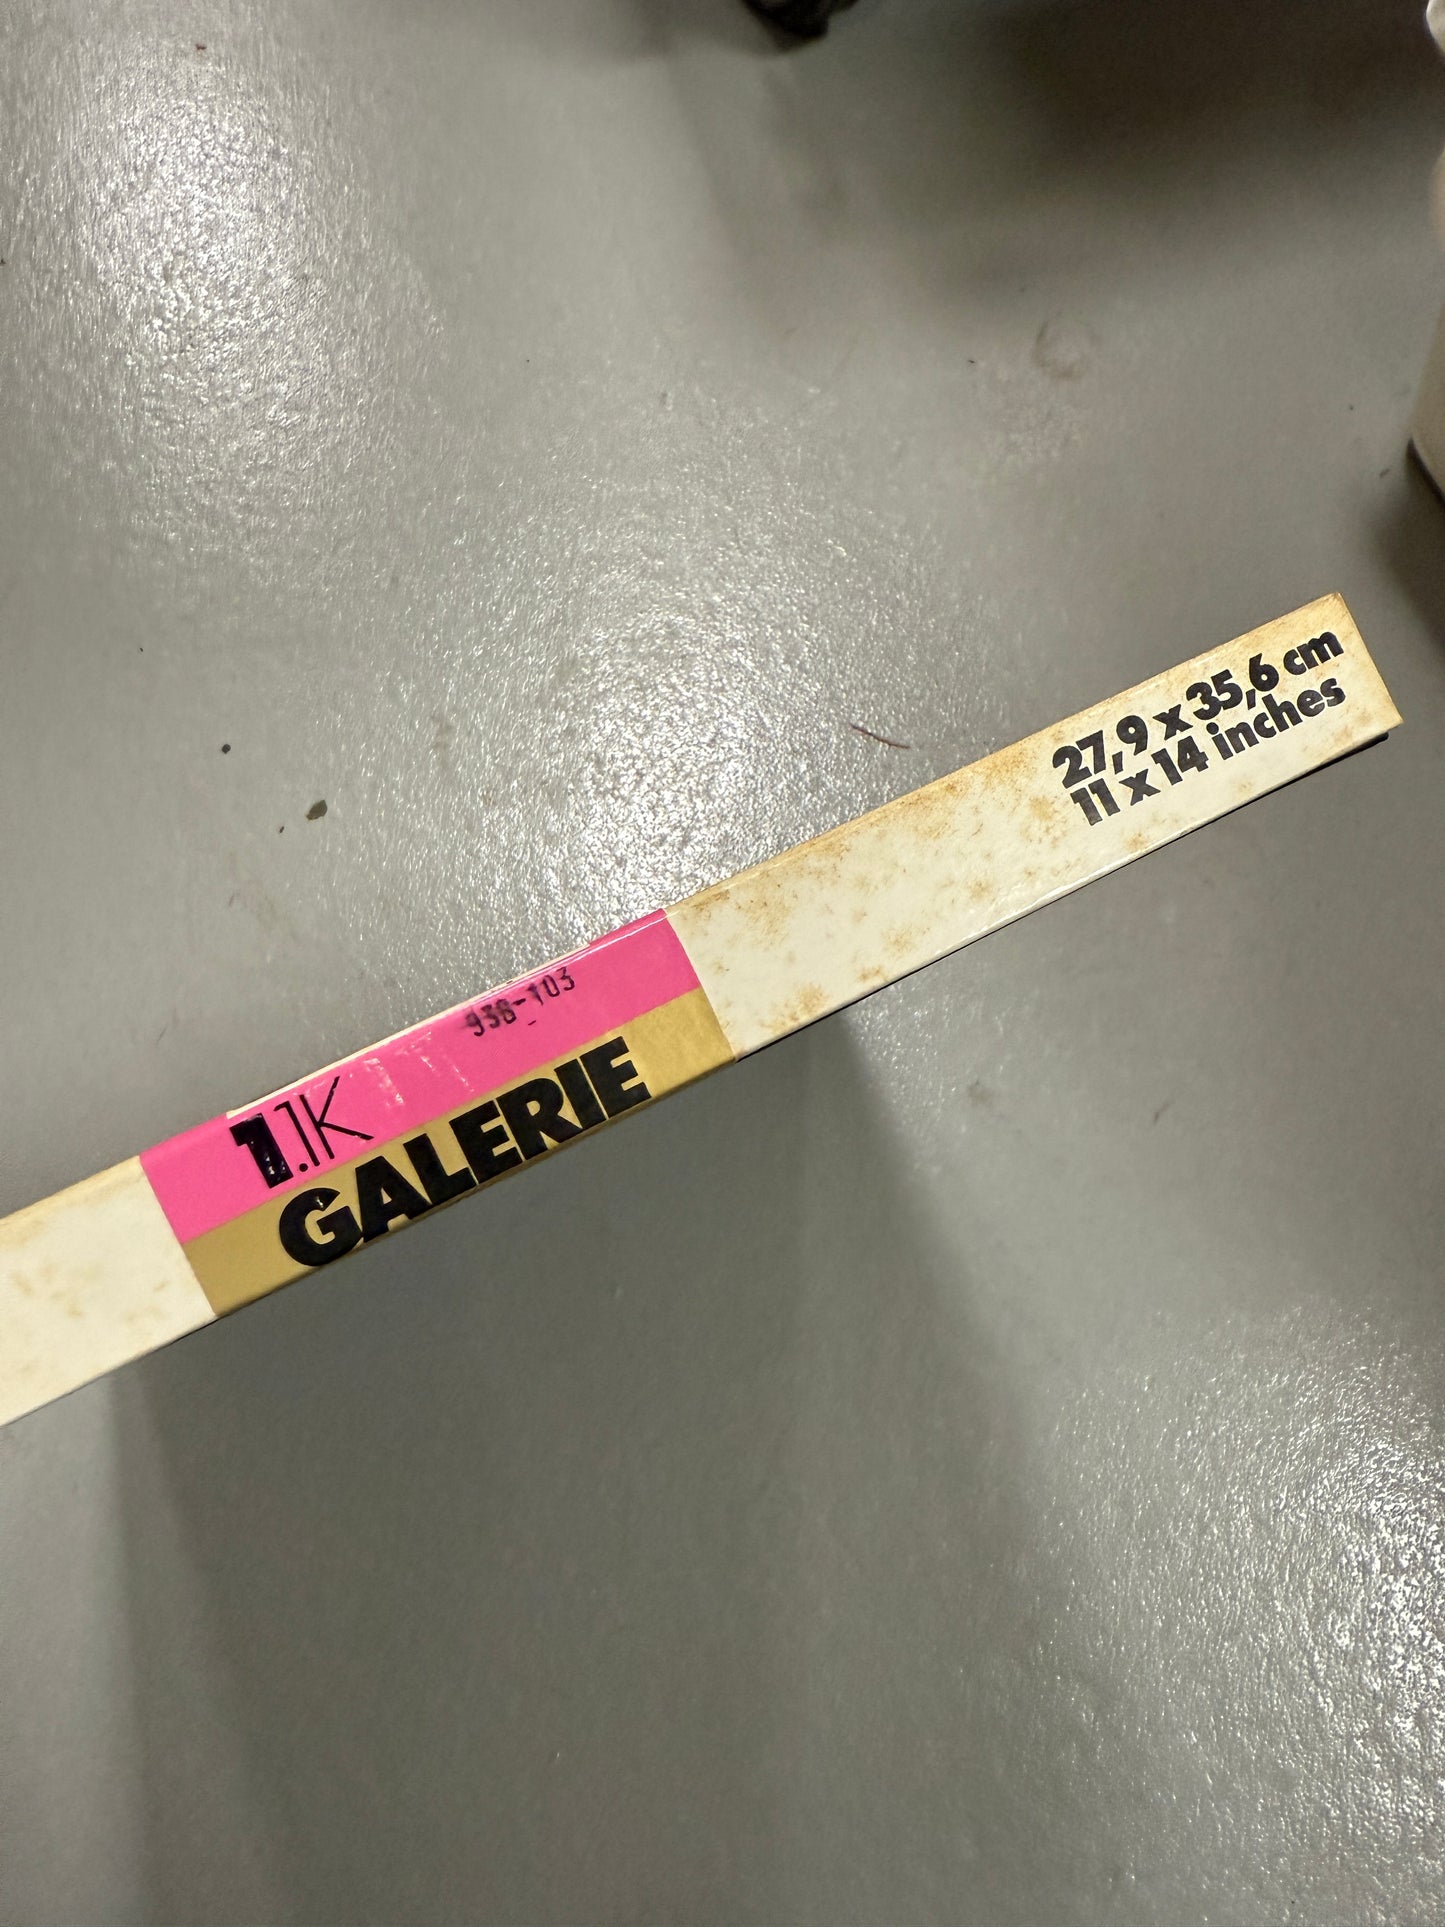 938-103
1.1K
GALERIE
27,9 x 35,6 cm
11 x 14 inches